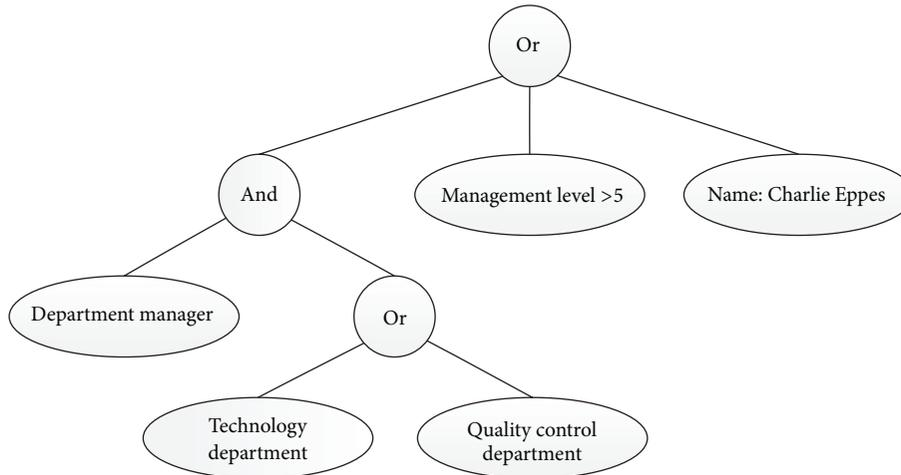 Or
And
Management level >5
Name: Charlie Eppes
Department manager
Or
Technology
department
Quality control
department